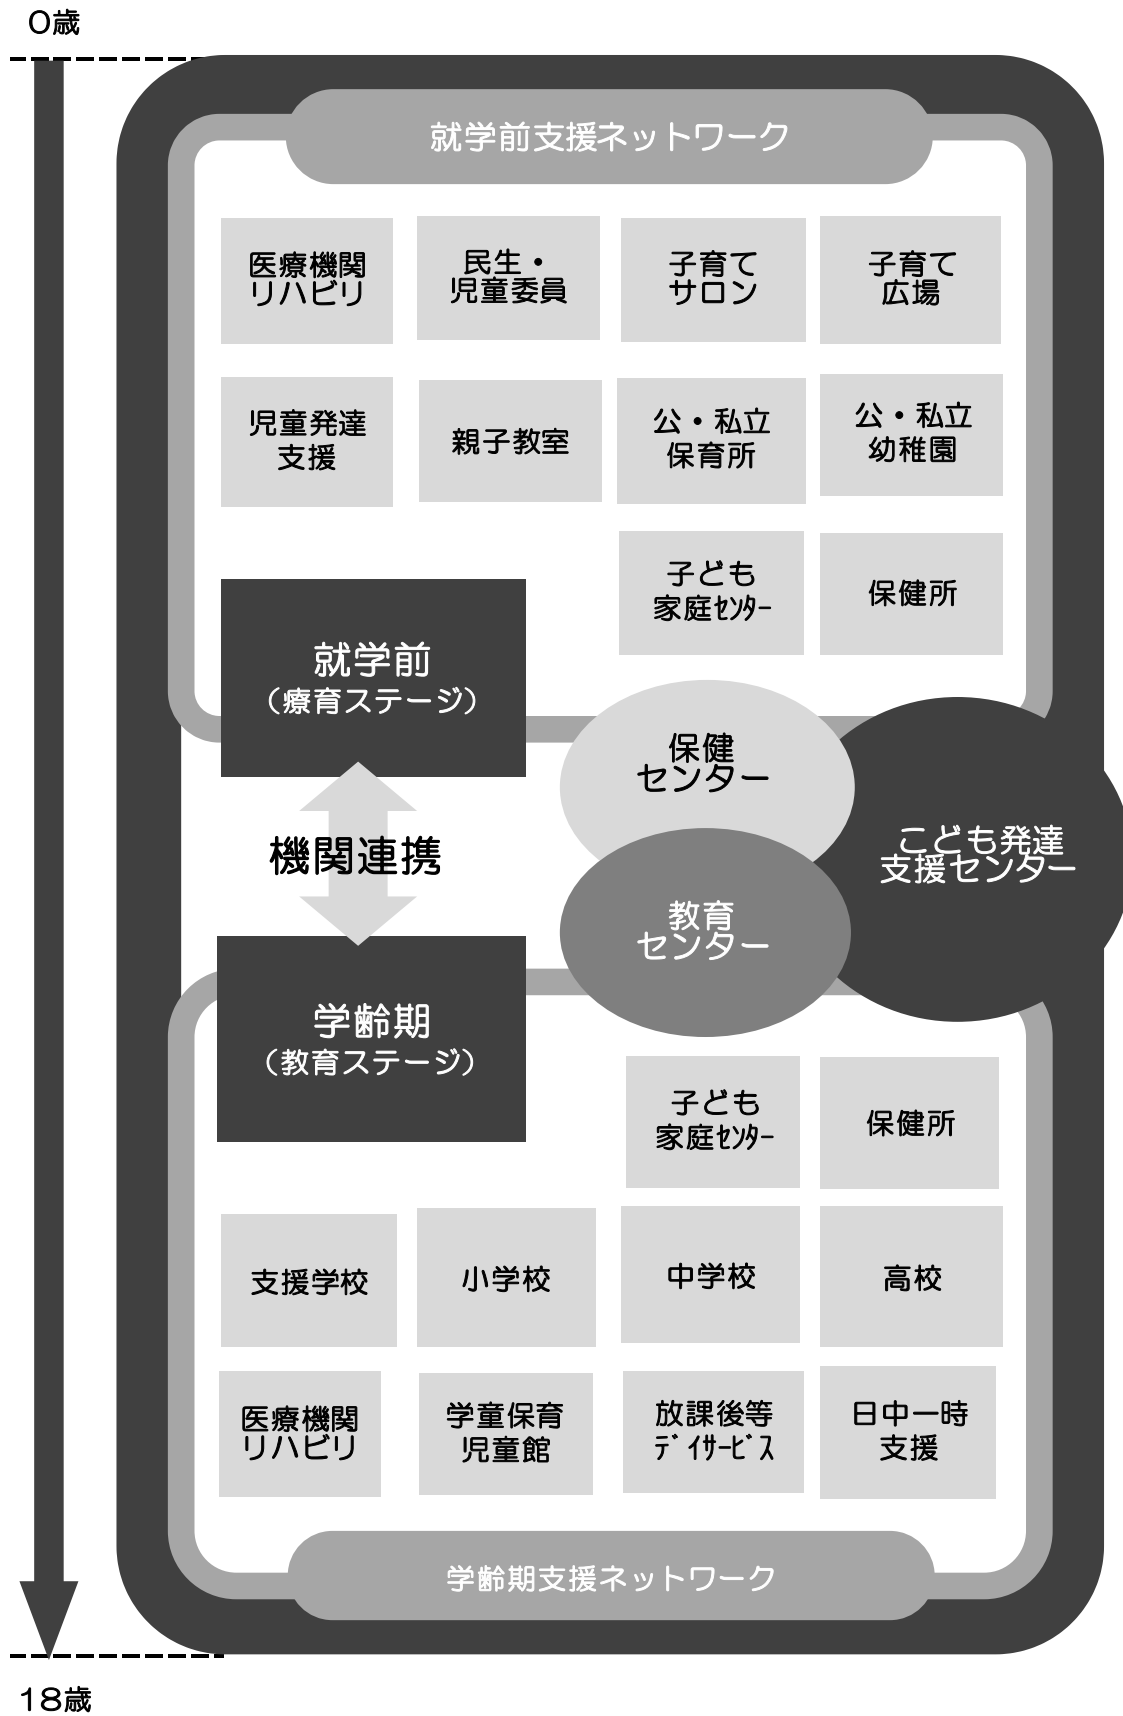 0歳
就学前支援ネットワーク
医療機関
リハビリ
民生・
児童委員
子育て
サロン
子育て
広場
児童発達
支援
親子教室
公・私立
保育所
公・私立
幼稚園
子ども
家庭ｾﾝﾀｰ
保健所
就学前
（療育ステージ）
保健
センター
機関連携
こども発達
支援センター
教育
センター
学齢期
（教育ステージ）
子ども
家庭ｾﾝﾀｰ
保健所
支援学校
小学校
中学校
高校
医療機関
リハビリ
学童保育
児童館
放課後等
ﾃﾞｲｻｰﾋﾞｽ
日中一時
支援
学齢期支援ネットワーク
18歳